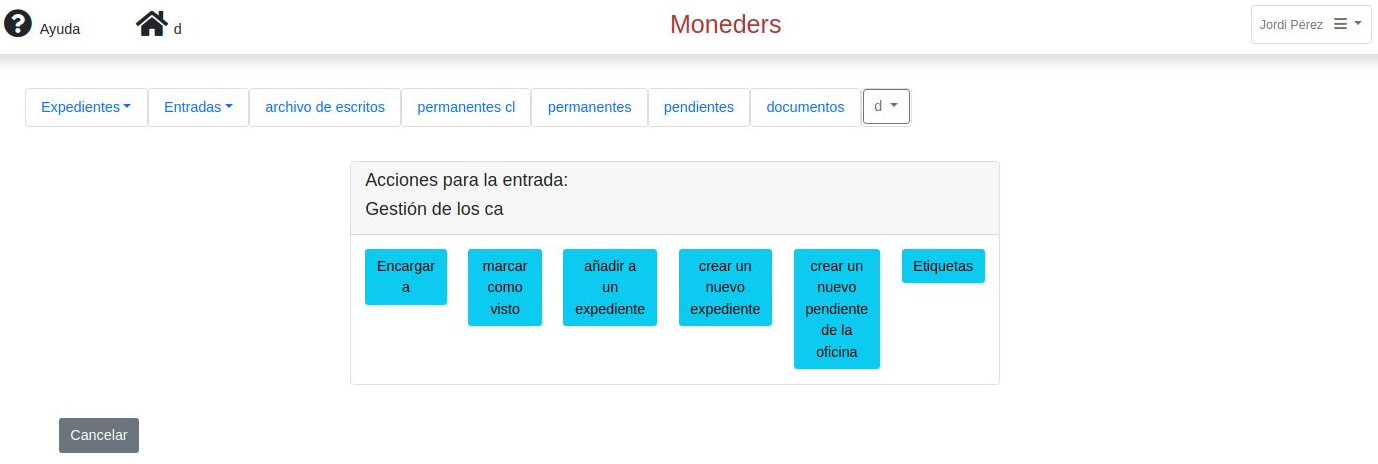 Ayuda
d
Moneders
Jordi Pérez
Expedientes
Entradas
archivo de escritos
permanentes cl
permanentes
pendientes
documentos
d
Acciones para la entrada:
Gestión de los ca
Encargar
a
marcar
como
visto
añadir a
un
expediente
crear un
nuevo
expediente
crear un
nuevo
pendiente
de la
oficina
Etiquetas
Cancelar